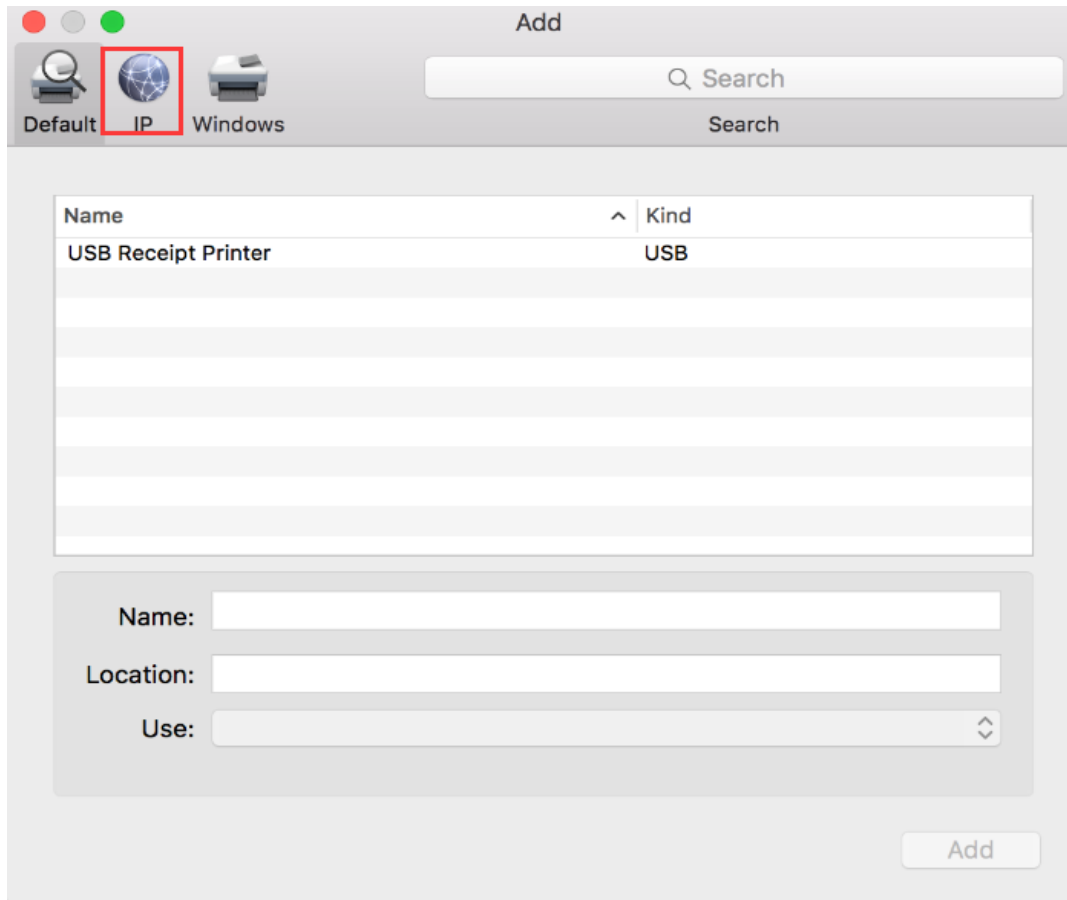 Add
Default IP Windows
Search
Search
Name Kind
USB Receipt Printer USB
Name:
Location:
Use:
Add